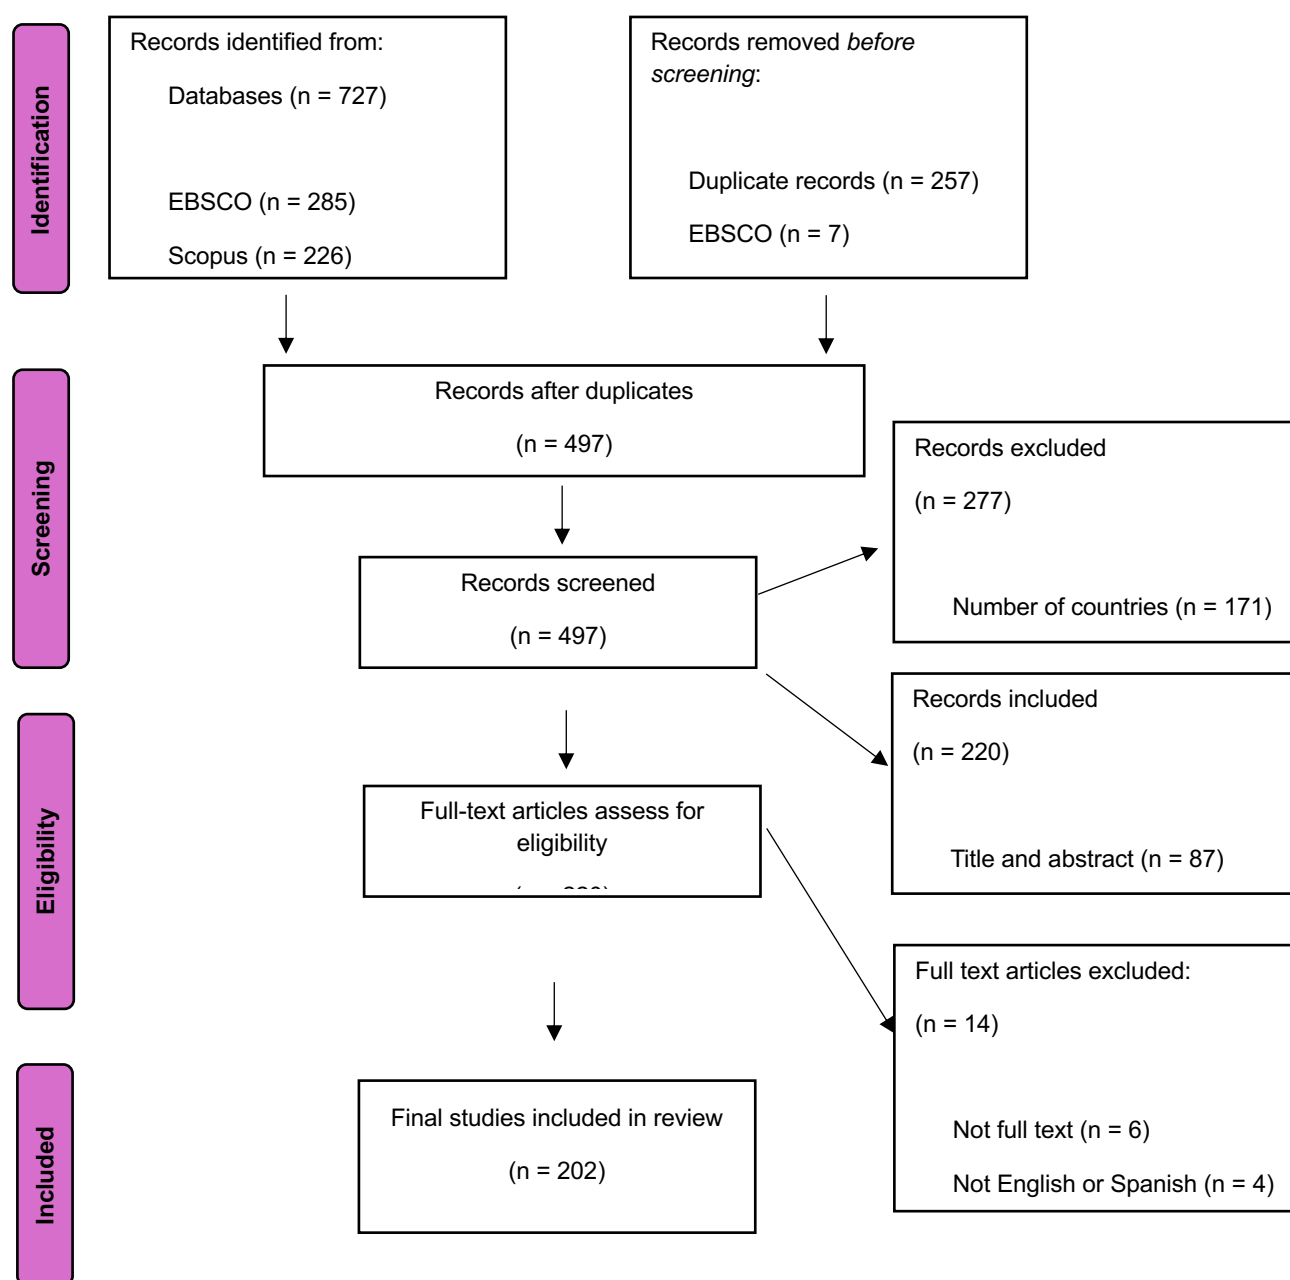 Identification
Records identified from:
Databases (n = 727)
EBSCO (n = 285)
Scopus (n = 226)
Records removed before
screening:
Duplicate records (n = 257)
EBSCO (n = 7)
Screening
Records after duplicates
(n = 497)
Records screened
(n = 497)
Records excluded
(n = 277)
Number of countries (n = 171)
Records included
(n = 220)
Title and abstract (n = 87)
Eligibility
Full-text articles assess for
eligibility
Full text articles excluded:
(n = 14)
Not full text (n = 6)
Not English or Spanish (n = 4)
Included
Final studies included in review
(n = 202)